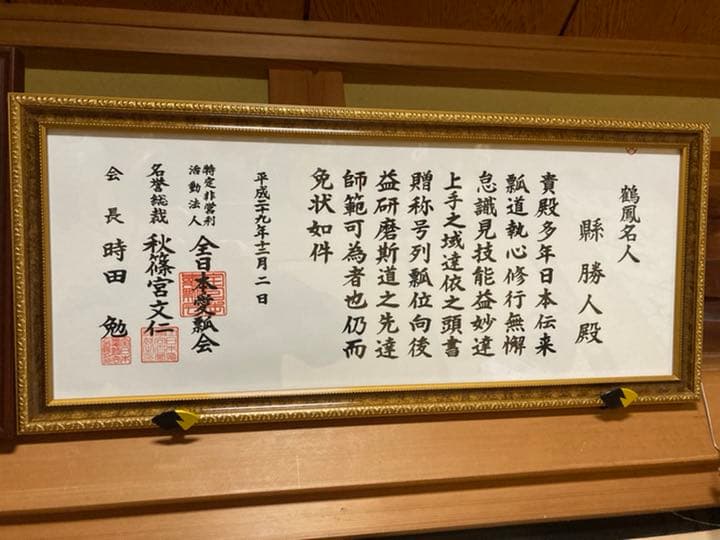 鶴鳳名人
縣勝人殿
貴殿多年日本伝来
瓢道執心修行無懈
怠識見技能益妙達
上手之域達依之頭書
贈称号列瓢位向後
益研磨斯道之先達
師範可為者也仍而
免状如件
平成二十九年十二月二日
特定非営利
活動法人
全日本愛瓢会
名誉総裁 秋篠宮文仁
会長 時田勉